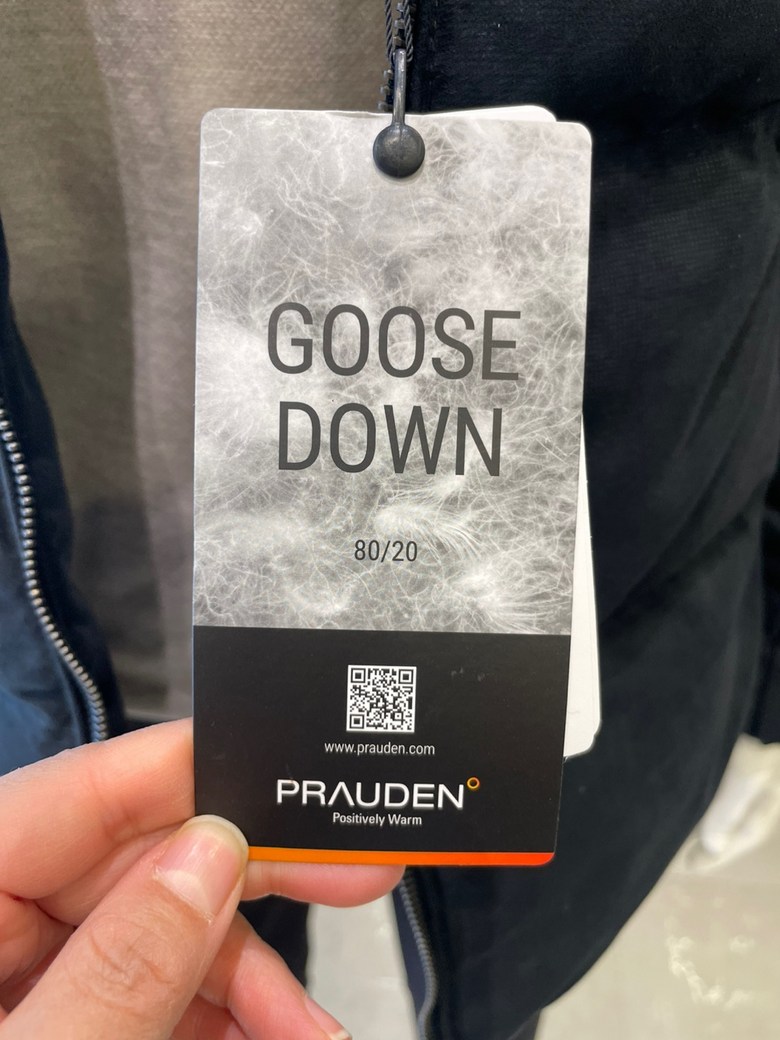 GOOSE
DOWN
80/20
www.prauden.com
PRAUDEN°
Positively Warm